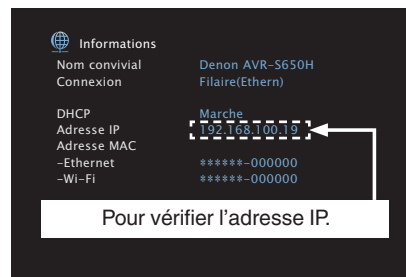 Informations
Nom convivial Denon AVR-S650H
Connexion Filaire(Ethern)
DHCP Marche
Adresse IP 192.168.100.19
Adresse MAC
-Ethernet ******-000000
-Wi-Fi ******-000000
Pour vérifier l'adresse IP.